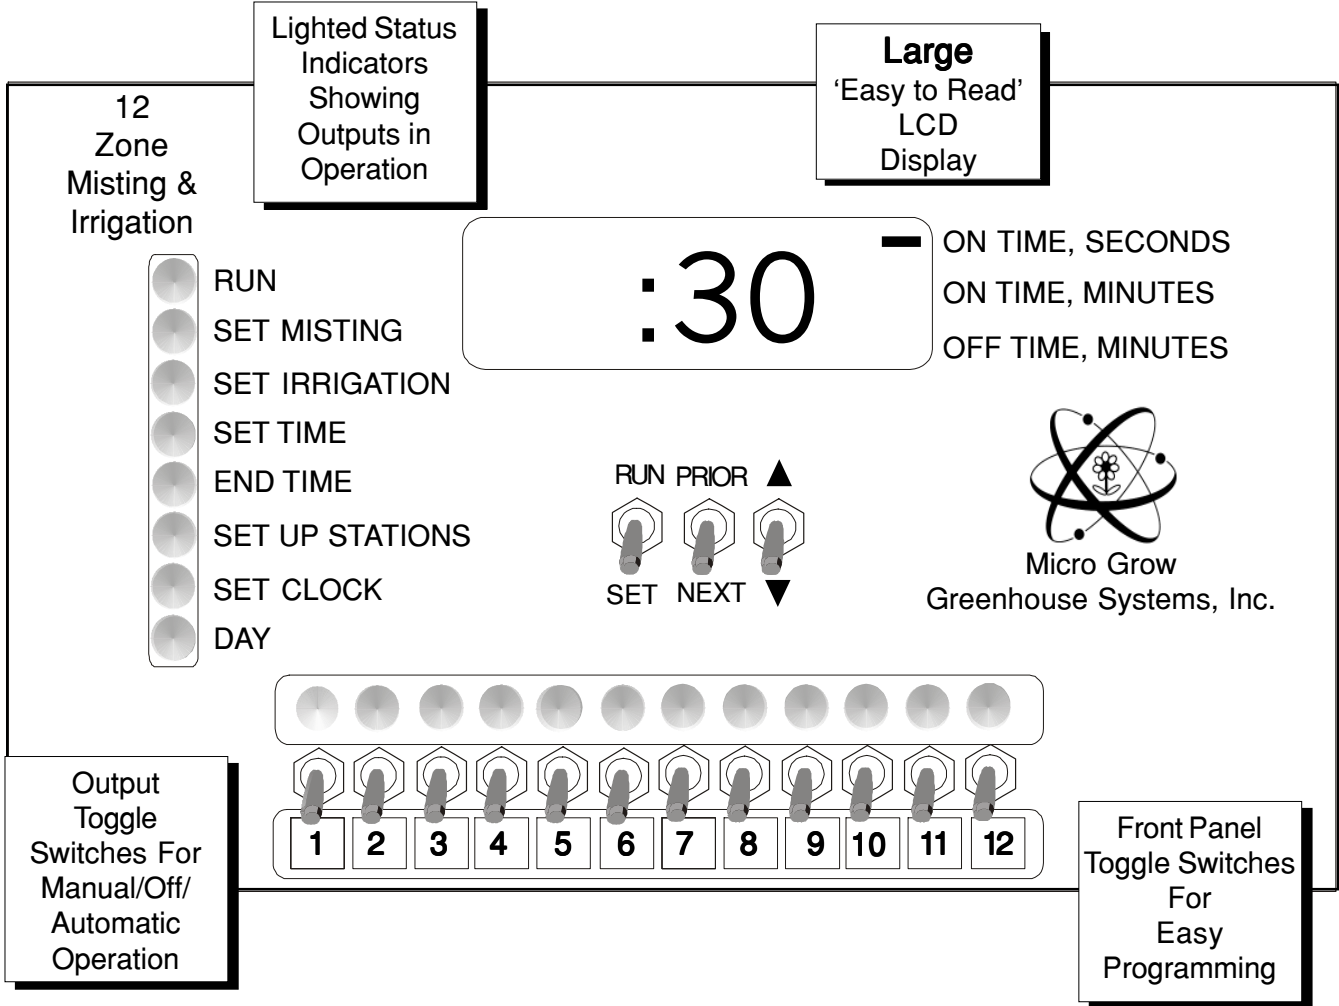 Lighted Status
Indicators
Showing
Outputs in
Operation
Large
‘Easy to Read’
LCD
Display
12
Zone
Misting &
Irrigation
RUN
SET MISTING
SET IRRIGATION
SET TIME
END TIME
SET UP STATIONS
SET CLOCK
DAY
:30
ON TIME, SECONDS
ON TIME, MINUTES
OFF TIME, MINUTES
RUN PRIOR ▲
SET NEXT ▼
Micro Grow
Greenhouse Systems, Inc.
1 2 3 4 5 6 7 8 9 10 11 12
Output
Toggle
Switches For
Manual/Off/
Automatic
Operation
Front Panel
Toggle Switches
For
Easy
Programming